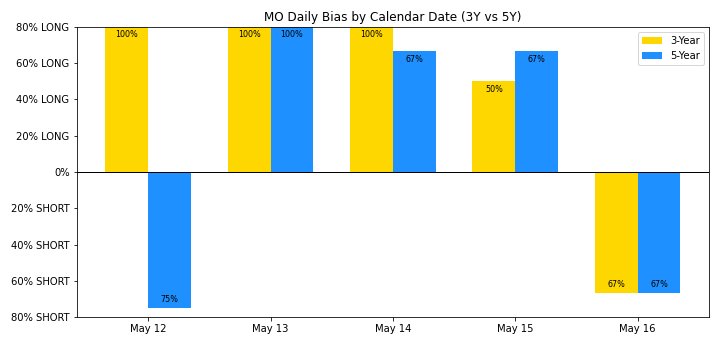 MO Daily Bias by Calendar Date (3Y vs 5Y)
80% LONG
60% LONG
40% LONG
20% LONG
0%
20% SHORT
40% SHORT
60% SHORT
80% SHORT
100%
75%
100%
100%
100%
67%
50%
67%
67%
67%
3-Year
5-Year
May 12
May 13
May 14
May 15
May 16